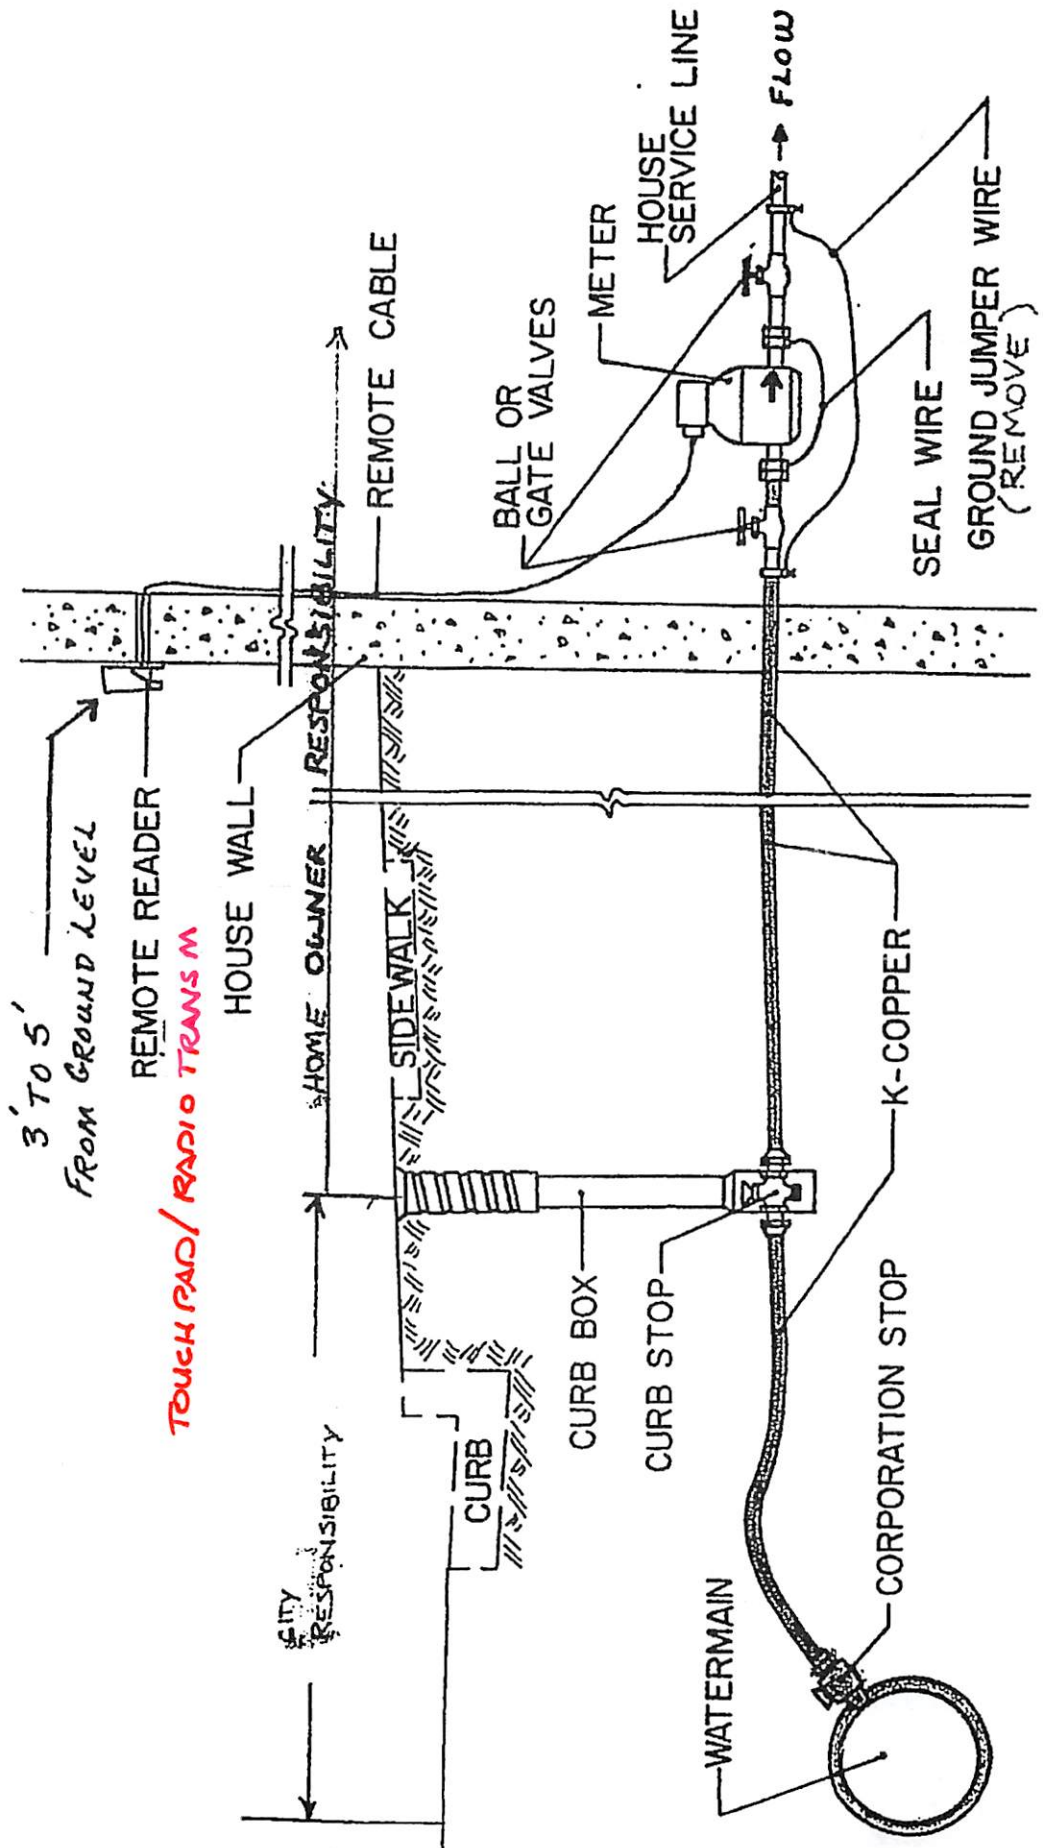 3' TO 5'
FROM GROUND LEVEL
REMOTE READER
TOUCH PAD/ RADIO TRANSM
HOUSE WALL
HOME OWNER RESPONSIBILITY
CITY
RESPONSIBILITY
REMOTE CABLE
SIDEWALK
CURB
BALL OR
GATE VALVES
METER
HOUSE
SERVICE LINE
FLOW
CURB BOX
CURB STOP
WATERMAIN
CORPORATION STOP
K-COPPER
SEAL WIRE
GROUND JUMPER WIRE
(REMOVE)